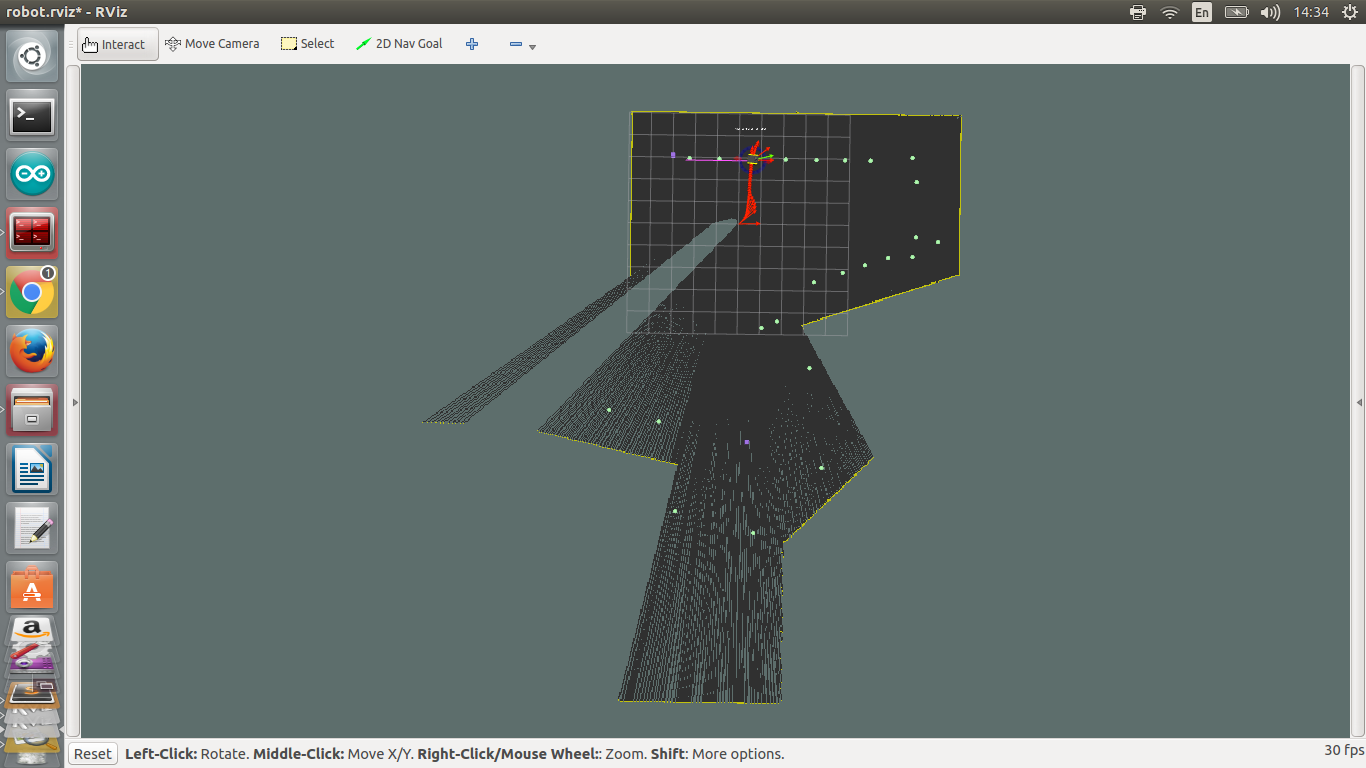 robot.rviz* - RViz
En
14:34
Interact
Move Camera
Select
2D Nav Goal
1
Reset
Left-Click: Rotate. Middle-Click: Move X/Y. Right-Click/Mouse Wheel:: Zoom. Shift: More options.
30 fps